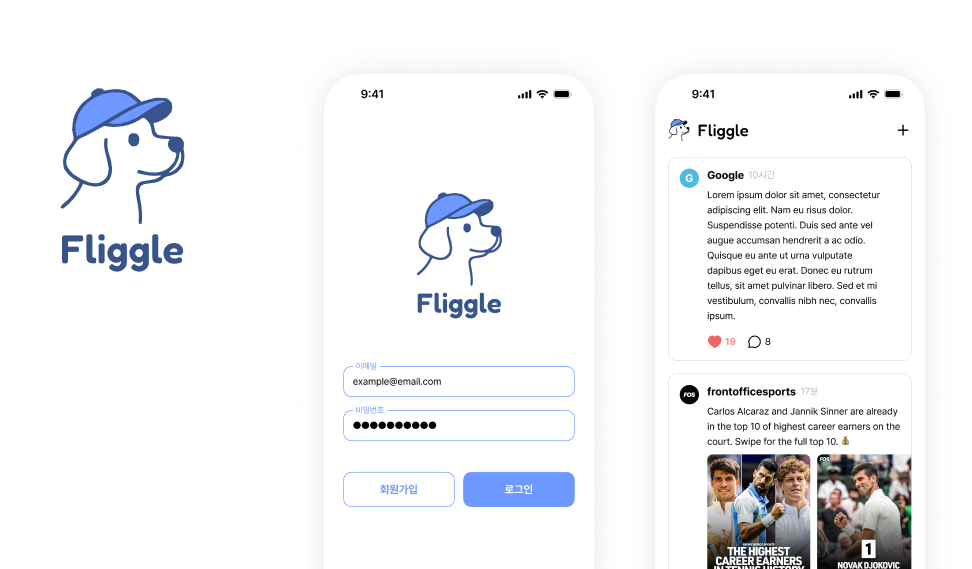 Fliggle
9:41
Fliggle
이메일
example@email.com
비밀번호
회원가입
로그인
9:41
Fliggle
G
Google 10시간
Lorem ipsum dolor sit amet, consectetur
adipiscing elit. Nam eu risus dolor.
Suspendisse potenti. Duis sed ante vel
augue accumsan hendrerit a ac odio.
Quisque eu ante ut urna vulputate
dapibus eget eu erat. Donec eu rutrum
tellus, sit amet pulvinar libero. Sed et mi
vestibulum, convallis nibh nec, convallis
ipsum.
19 8
FOS
frontofficesports 17분
Carlos Alcaraz and Jannik Sinner are already
in the top 10 of highest career earners on the
court. Swipe for the full top 10. 💰
FRONT OFFICE SPORTS
THE HIGHEST
CAREER EARNERS
IN TENNIS HISTORY
FOS
1
NOVAK DJOKOVIC